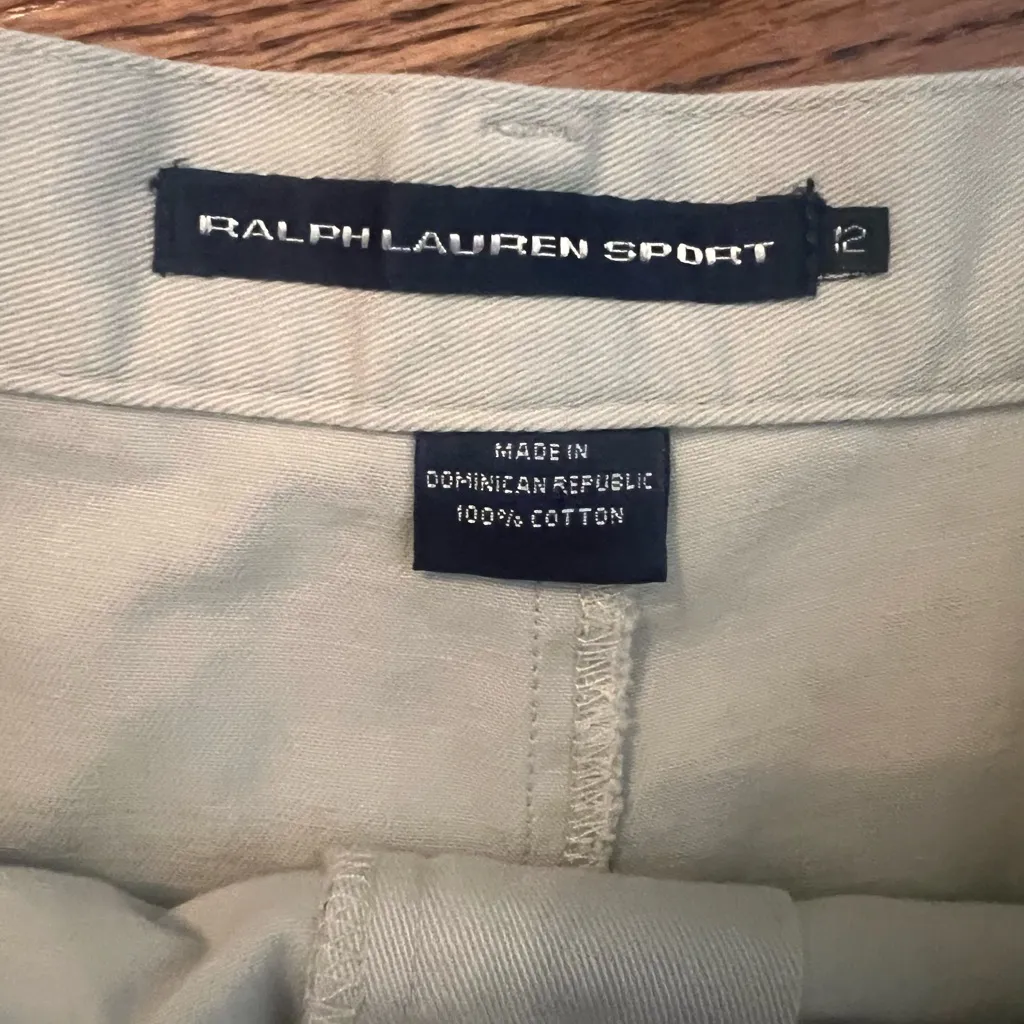 RALPH LAUREN SPORT
12
MADE IN
DOMINICAN REPUBLIC
100% COTTON